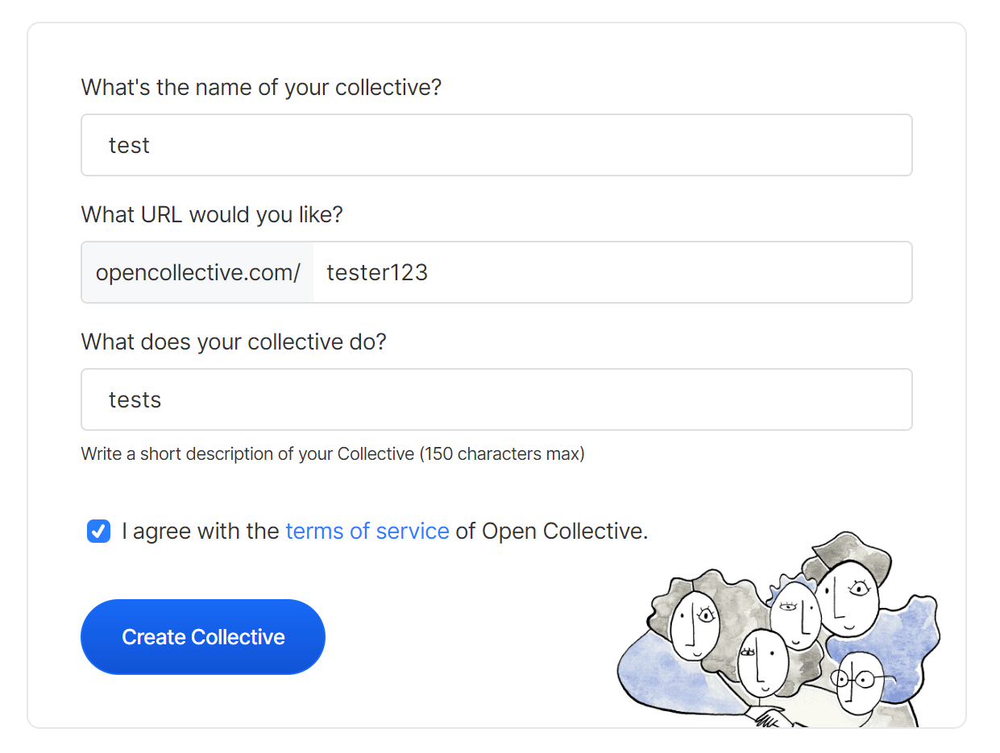 What's the name of your collective?
test
What URL would you like?
opencollective.com/ tester123
What does your collective do?
tests
Write a short description of your Collective (150 characters max)
I agree with the terms of service of Open Collective.
Create Collective